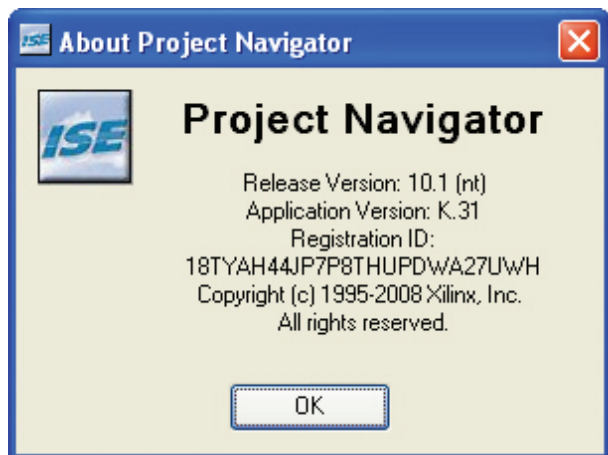 ISE About Project Navigator
ISE
Project Navigator
Release Version: 10.1 (nt)
Application Version: K.31
Registration ID:
18TYAH44JP7P8THUPDWA27UWH
Copyright (c) 1995-2008 Xilinx, Inc.
All rights reserved.
OK